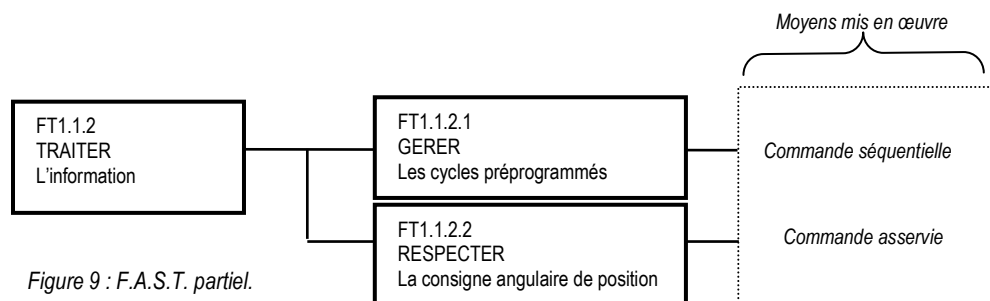 Moyens mis en œuvre
FT1.1.2
TRAITER
L'information
FT1.1.2.1
GERER
Les cycles préprogrammés
Commande séquentielle
FT1.1.2.2
RESPECTER
La consigne angulaire de position
Commande asservie
Figure 9 : F.A.S.T. partiel.